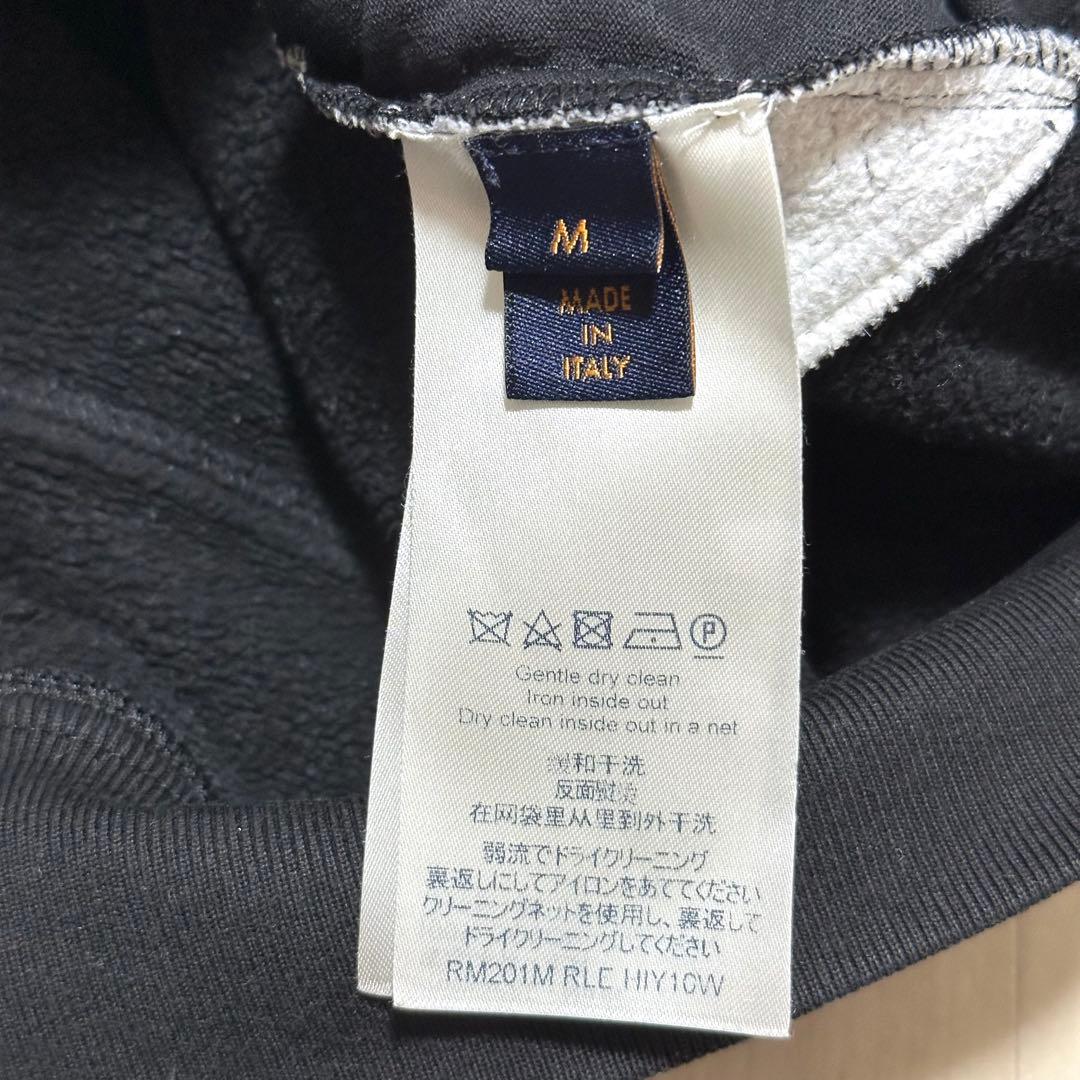 M
MADE
IN
ITALY
P
Gentle dry clean
Iron inside out
Dry clean inside out in a net
缓和干洗
反面熨烫
在网袋里从里到外干洗
弱流でドライクリーニング
裏返しにしてアイロンをあててください
クリーニングネットを使用し、裏返して
ドライクリーニングしてください
RM201M RLE HIY10W